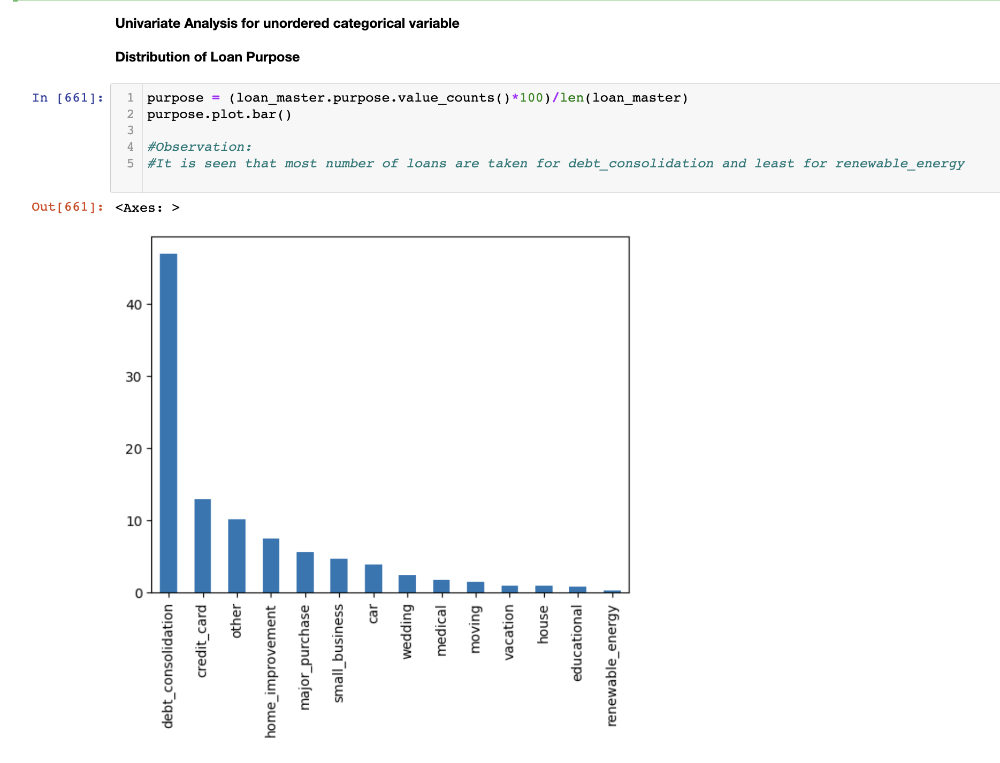 Univariate Analysis for unordered categorical variable
Distribution of Loan Purpose
In [661]:
1 purpose = (loan_master.purpose.value_counts()*100)/len(loan_master)
2 purpose.plot.bar()
3
4 #Observation:
5 #It is seen that most number of loans are taken for debt_consolidation and least for renewable_energy
Out[661]: <Axes: >
40
30
20
10
0
debt_consolidation
credit_card
other
home_improvement
major_purchase
small_business
car
wedding
medical
moving
vacation
house
educational
renewable_energy